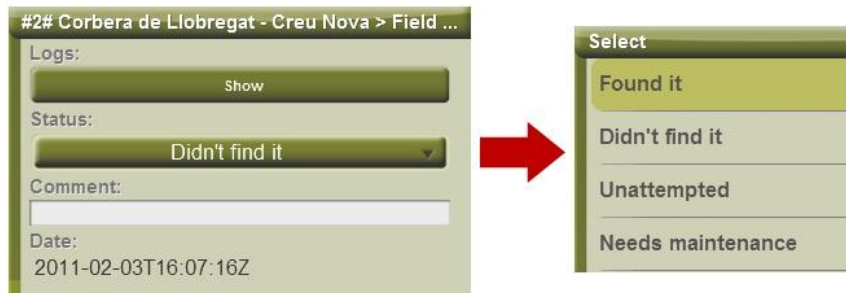 #2# Corbera de Llobregat - Creu Nova > Field ...
Logs:
Show
Status:
Didn't find it
Comment:
Date:
2011-02-03T16:07:16Z
Select
Found it
Didn't find it
Unattempted
Needs maintenance